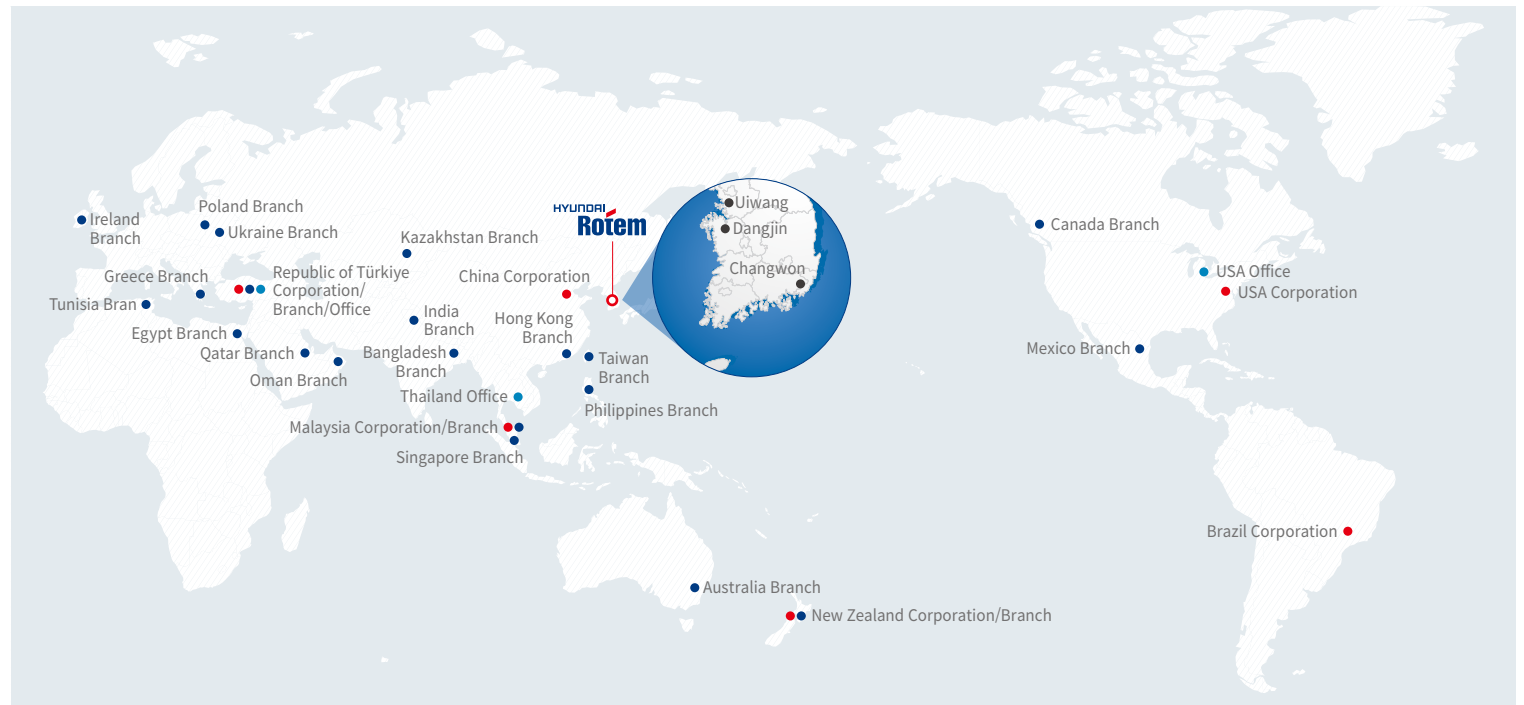 HYUNDAI
Rotem
Uiwang
Dangjin
Changwon
Ireland
Branch
Poland Branch
Ukraine Branch
Kazakhstan Branch
Greece Branch
Republic of Türkiye
Corporation/
Branch/Office
China Corporation
Tunisia Bran
India
Branch
Hong Kong
Branch
Egypt Branch
Qatar Branch
Bangladesh
Branch
Taiwan
Branch
Oman Branch
Thailand Office
Philippines Branch
Malaysia Corporation/Branch
Singapore Branch
Canada Branch
USA Office
USA Corporation
Mexico Branch
Brazil Corporation
Australia Branch
New Zealand Corporation/Branch